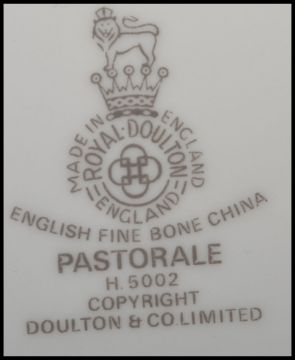 MADE IN ENGLAND
ROYAL · DOULTON
ENGLAND
ENGLISH FINE BONE CHINA
PASTORALE
H. 5002
COPYRIGHT
DOULTON & CO. LIMITED